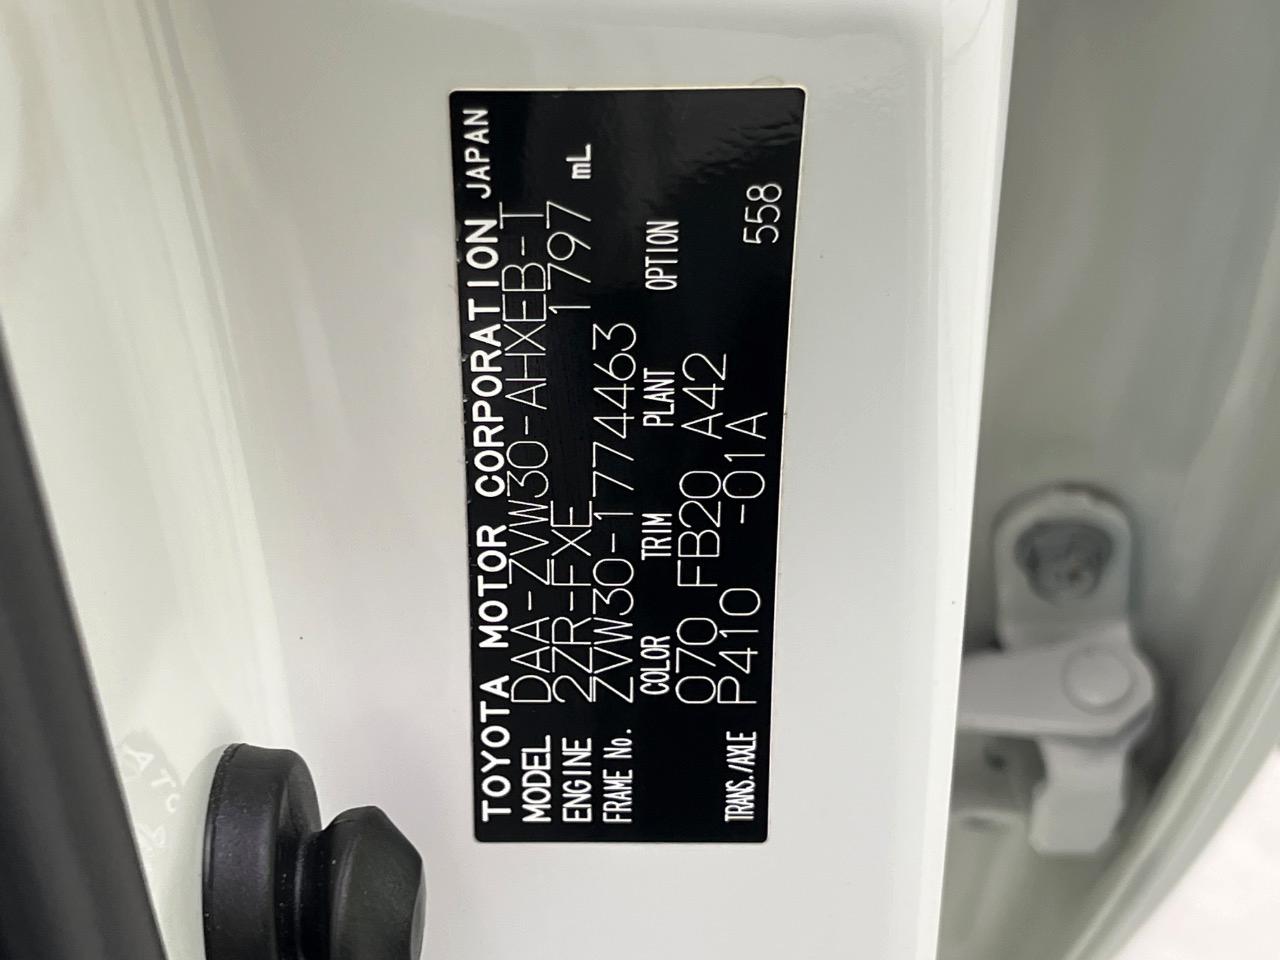 TOYOTA MOTOR CORPORATION JAPAN
MODEL DAA-ZVW30-AHXEB-T
ENGINE 2ZR-FXE 1797 mL
FRAME No. ZVW30-1774463
COLOR TRIM PLANT OPTION
070 FB20 A42
TRANS./AXLE P410 -01A 558